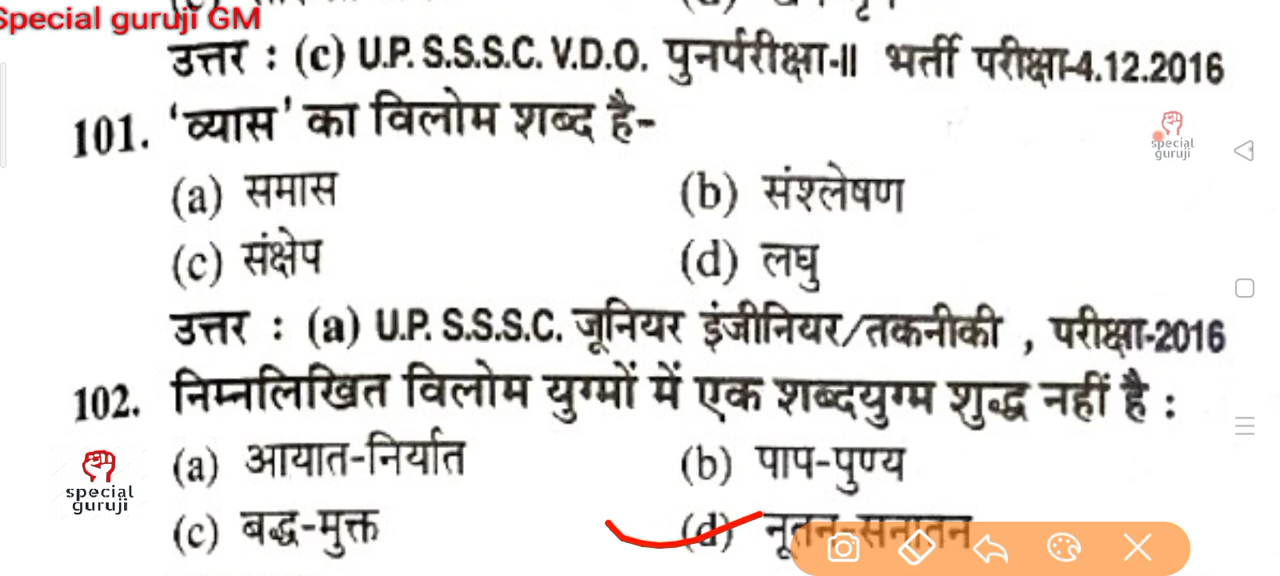 Special guruji GM
उत्तर : (c) U.P. S.S.S.C. V.D.O. पुनर्परीक्षा-II भर्ती परीक्षा-4.12.2016
101. 'व्यास' का विलोम शब्द है-
special
guruji
(a) समास (b) संश्लेषण
(c) संक्षेप (d) लघु
उत्तर : (a) U.P. S.S.S.C. जूनियर इंजीनियर/तकनीकी , परीक्षा-2016
102. निम्नलिखित विलोम युग्मों में एक शब्दयुग्म शुद्ध नहीं है :
(a) आयात-निर्यात (b) पाप-पुण्य
special
guruji
(c) बद्ध-मुक्त (d) नूतन-सनातन